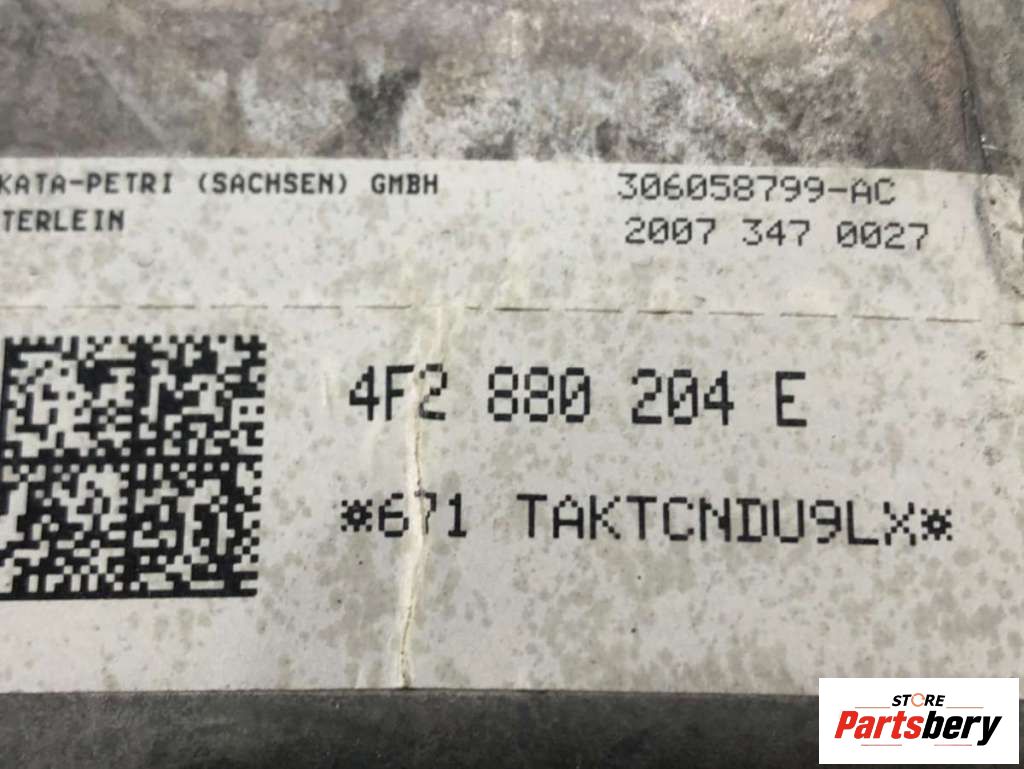 KATA-PETRI (SACHSEN) GMBH
TERLEIN
306058799-AC
2007 347 0027
4F2 880 204 E
*671 TAKTCNDU9LX*
STORE
Partsbery